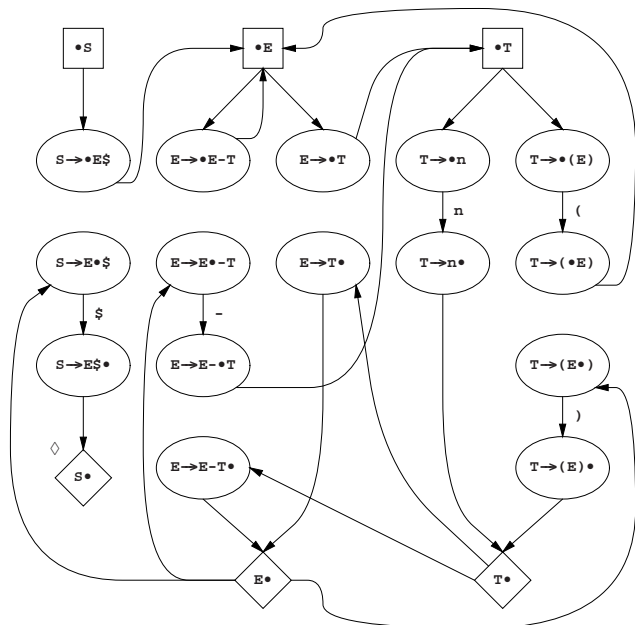 •S •E •T
S→•E$ E→•E-T E→•T T→•n T→•(E)
n (
S→E•$ E→E•-T E→T• T→n• T→(•E)
$ -
S→E$• E→E-•T T→(E•)
)
◊
S• E→E-T• T→(E)•
E• T•